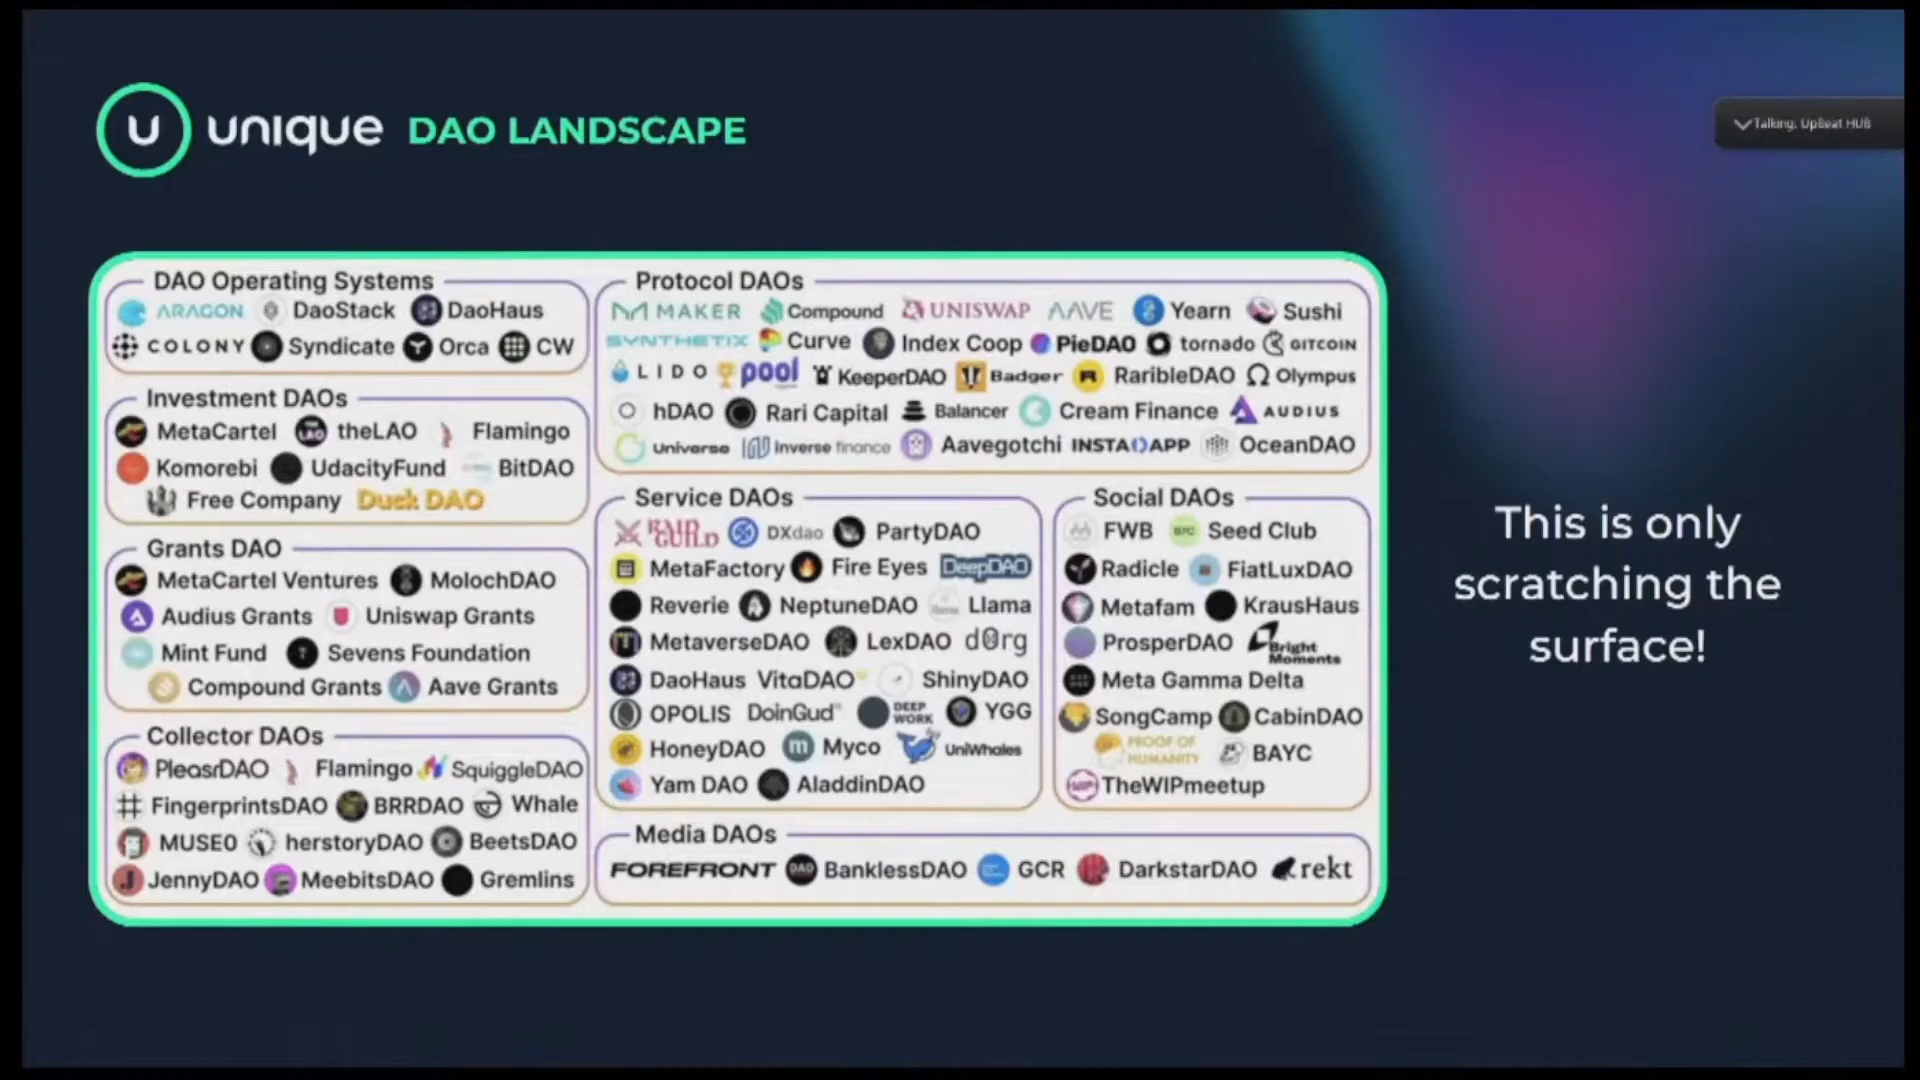 U unique DAO LANDSCAPE
Talking: UpBeat HUB
DAO Operating Systems
ARAGON DaoStack DaoHaus
COLONY Syndicate Orca CW
Investment DAOs
MetaCartel theLAO Flamingo
Komorebi UdacityFund BitDAO
Free Company Duck DAO
Grants DAO
MetaCartel Ventures MolochDAO
Audius Grants Uniswap Grants
Mint Fund Sevens Foundation
Compound Grants Aave Grants
Collector DAOs
PleasrDAO Flamingo SquiggleDAO
FingerprintsDAO BRRDAO Whale
MUSE0 herstoryDAO BeetsDAO
JennyDAO MeebitsDAO Gremlins
Protocol DAOs
MAKER Compound UNISWAP AAVE Yearn Sushi
SYNTHETIX Curve Index Coop PieDAO tornado GITCOIN
LIDO pool KeeperDAO Badger RaribleDAO Olympus
hDAO Rari Capital Balancer Cream Finance AUDIUS
Universe Inverse finance Aavegotchi INSTADAPP OceanDAO
Service DAOs
RAID GUILD DXdao PartyDAO
MetaFactory Fire Eyes DeepDAO
Reverie NeptuneDAO Llama
MetaverseDAO LexDAO dOrg
DaoHaus VitaDAO ShinyDAO
OPOLIS DoinGud DEEP WORK YGG
HoneyDAO Myco UniWhales
Yam DAO AladdinDAO
Social DAOs
FWB Seed Club
Radicle FiatLuxDAO
Metafam KrausHaus
ProsperDAO Bright Moments
Meta Gamma Delta
SongCamp CabinDAO
PROOF OF HUMANITY BAYC
TheWIPmeetup
Media DAOs
FOREFRONT BanklessDAO GCR DarkstarDAO rekt
This is only
scratching the
surface!